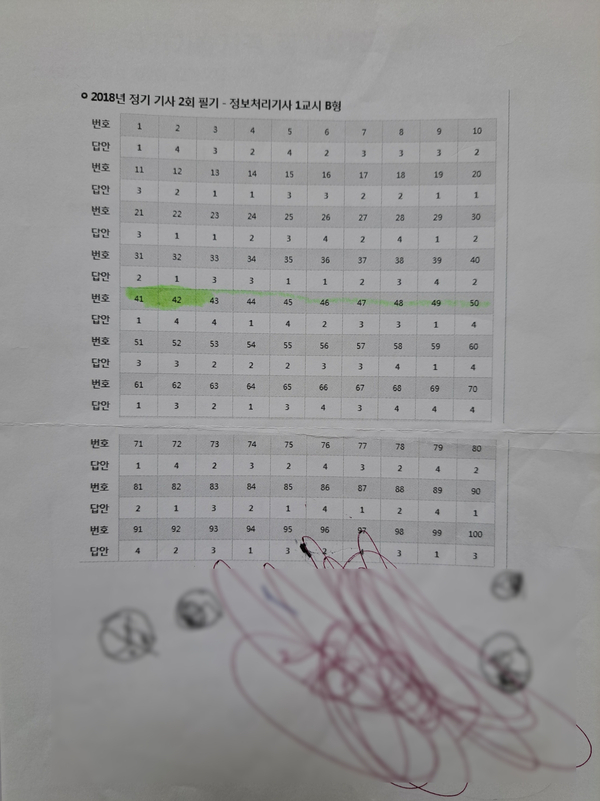 2018년 정기 기사 2회 필기 - 정보처리기사 1교시 B형
번호 1 2 3 4 5 6 7 8 9 10
답안 1 4 3 2 4 2 3 3 3 2
번호 11 12 13 14 15 16 17 18 19 20
답안 3 2 1 1 3 3 2 2 1 1
번호 21 22 23 24 25 26 27 28 29 30
답안 3 1 1 2 3 4 2 4 1 2
번호 31 32 33 34 35 36 37 38 39 40
답안 2 1 3 3 1 1 2 3 4 2
번호 41 42 43 44 45 46 47 48 49 50
답안 1 4 4 1 4 2 3 3 1 4
번호 51 52 53 54 55 56 57 58 59 60
답안 3 3 2 2 2 3 3 4 1 4
번호 61 62 63 64 65 66 67 68 69 70
답안 1 3 2 1 3 4 3 4 4 4
번호 71 72 73 74 75 76 77 78 79 80
답안 1 4 2 3 2 4 3 2 4 2
번호 81 82 83 84 85 86 87 88 89 90
답안 2 1 3 2 1 4 1 2 4 1
번호 91 92 93 94 95 96 97 98 99 100
답안 4 2 3 1 3 2 3 1 3